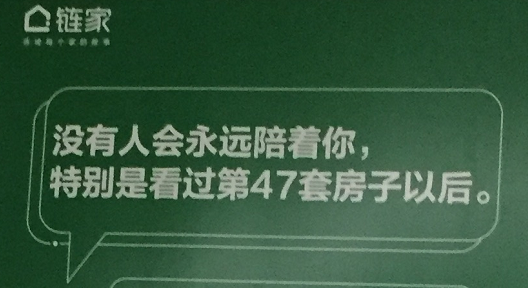 链家
没有人会永远陪着你，
特别是看过第47套房子以后。